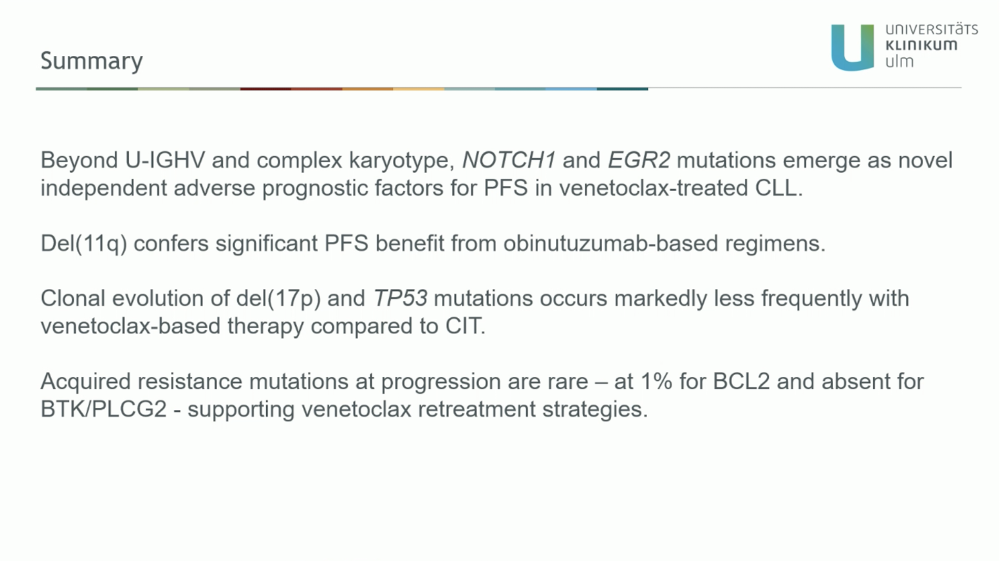 Summary
UNIVERSITÄTS
KLINIKUM
ulm
Beyond U-IGHV and complex karyotype, NOTCH1 and EGR2 mutations emerge as novel
independent adverse prognostic factors for PFS in venetoclax-treated CLL.
Del(11q) confers significant PFS benefit from obinutuzumab-based regimens.
Clonal evolution of del(17p) and TP53 mutations occurs markedly less frequently with
venetoclax-based therapy compared to CIT.
Acquired resistance mutations at progression are rare – at 1% for BCL2 and absent for
BTK/PLCG2 - supporting venetoclax retreatment strategies.